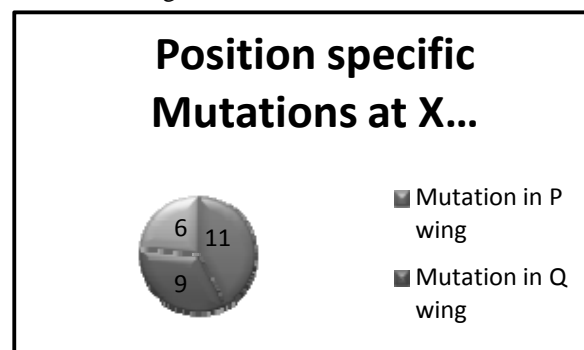 Position specific
Mutations at X…
6
11
9
Mutation in P
wing
Mutation in Q
wing